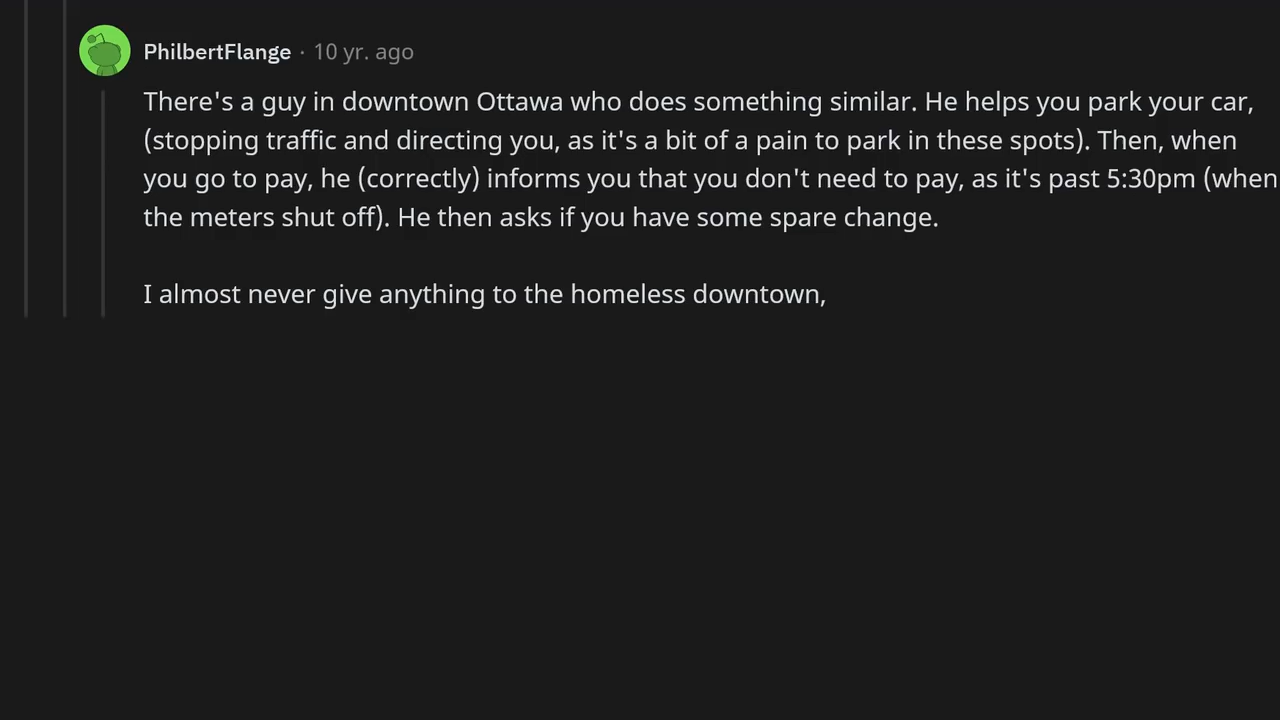 PhilbertFlange · 10 yr. ago
There's a guy in downtown Ottawa who does something similar. He helps you park your car,
(stopping traffic and directing you, as it's a bit of a pain to park in these spots). Then, when
you go to pay, he (correctly) informs you that you don't need to pay, as it's past 5:30pm (when
the meters shut off). He then asks if you have some spare change.
I almost never give anything to the homeless downtown,